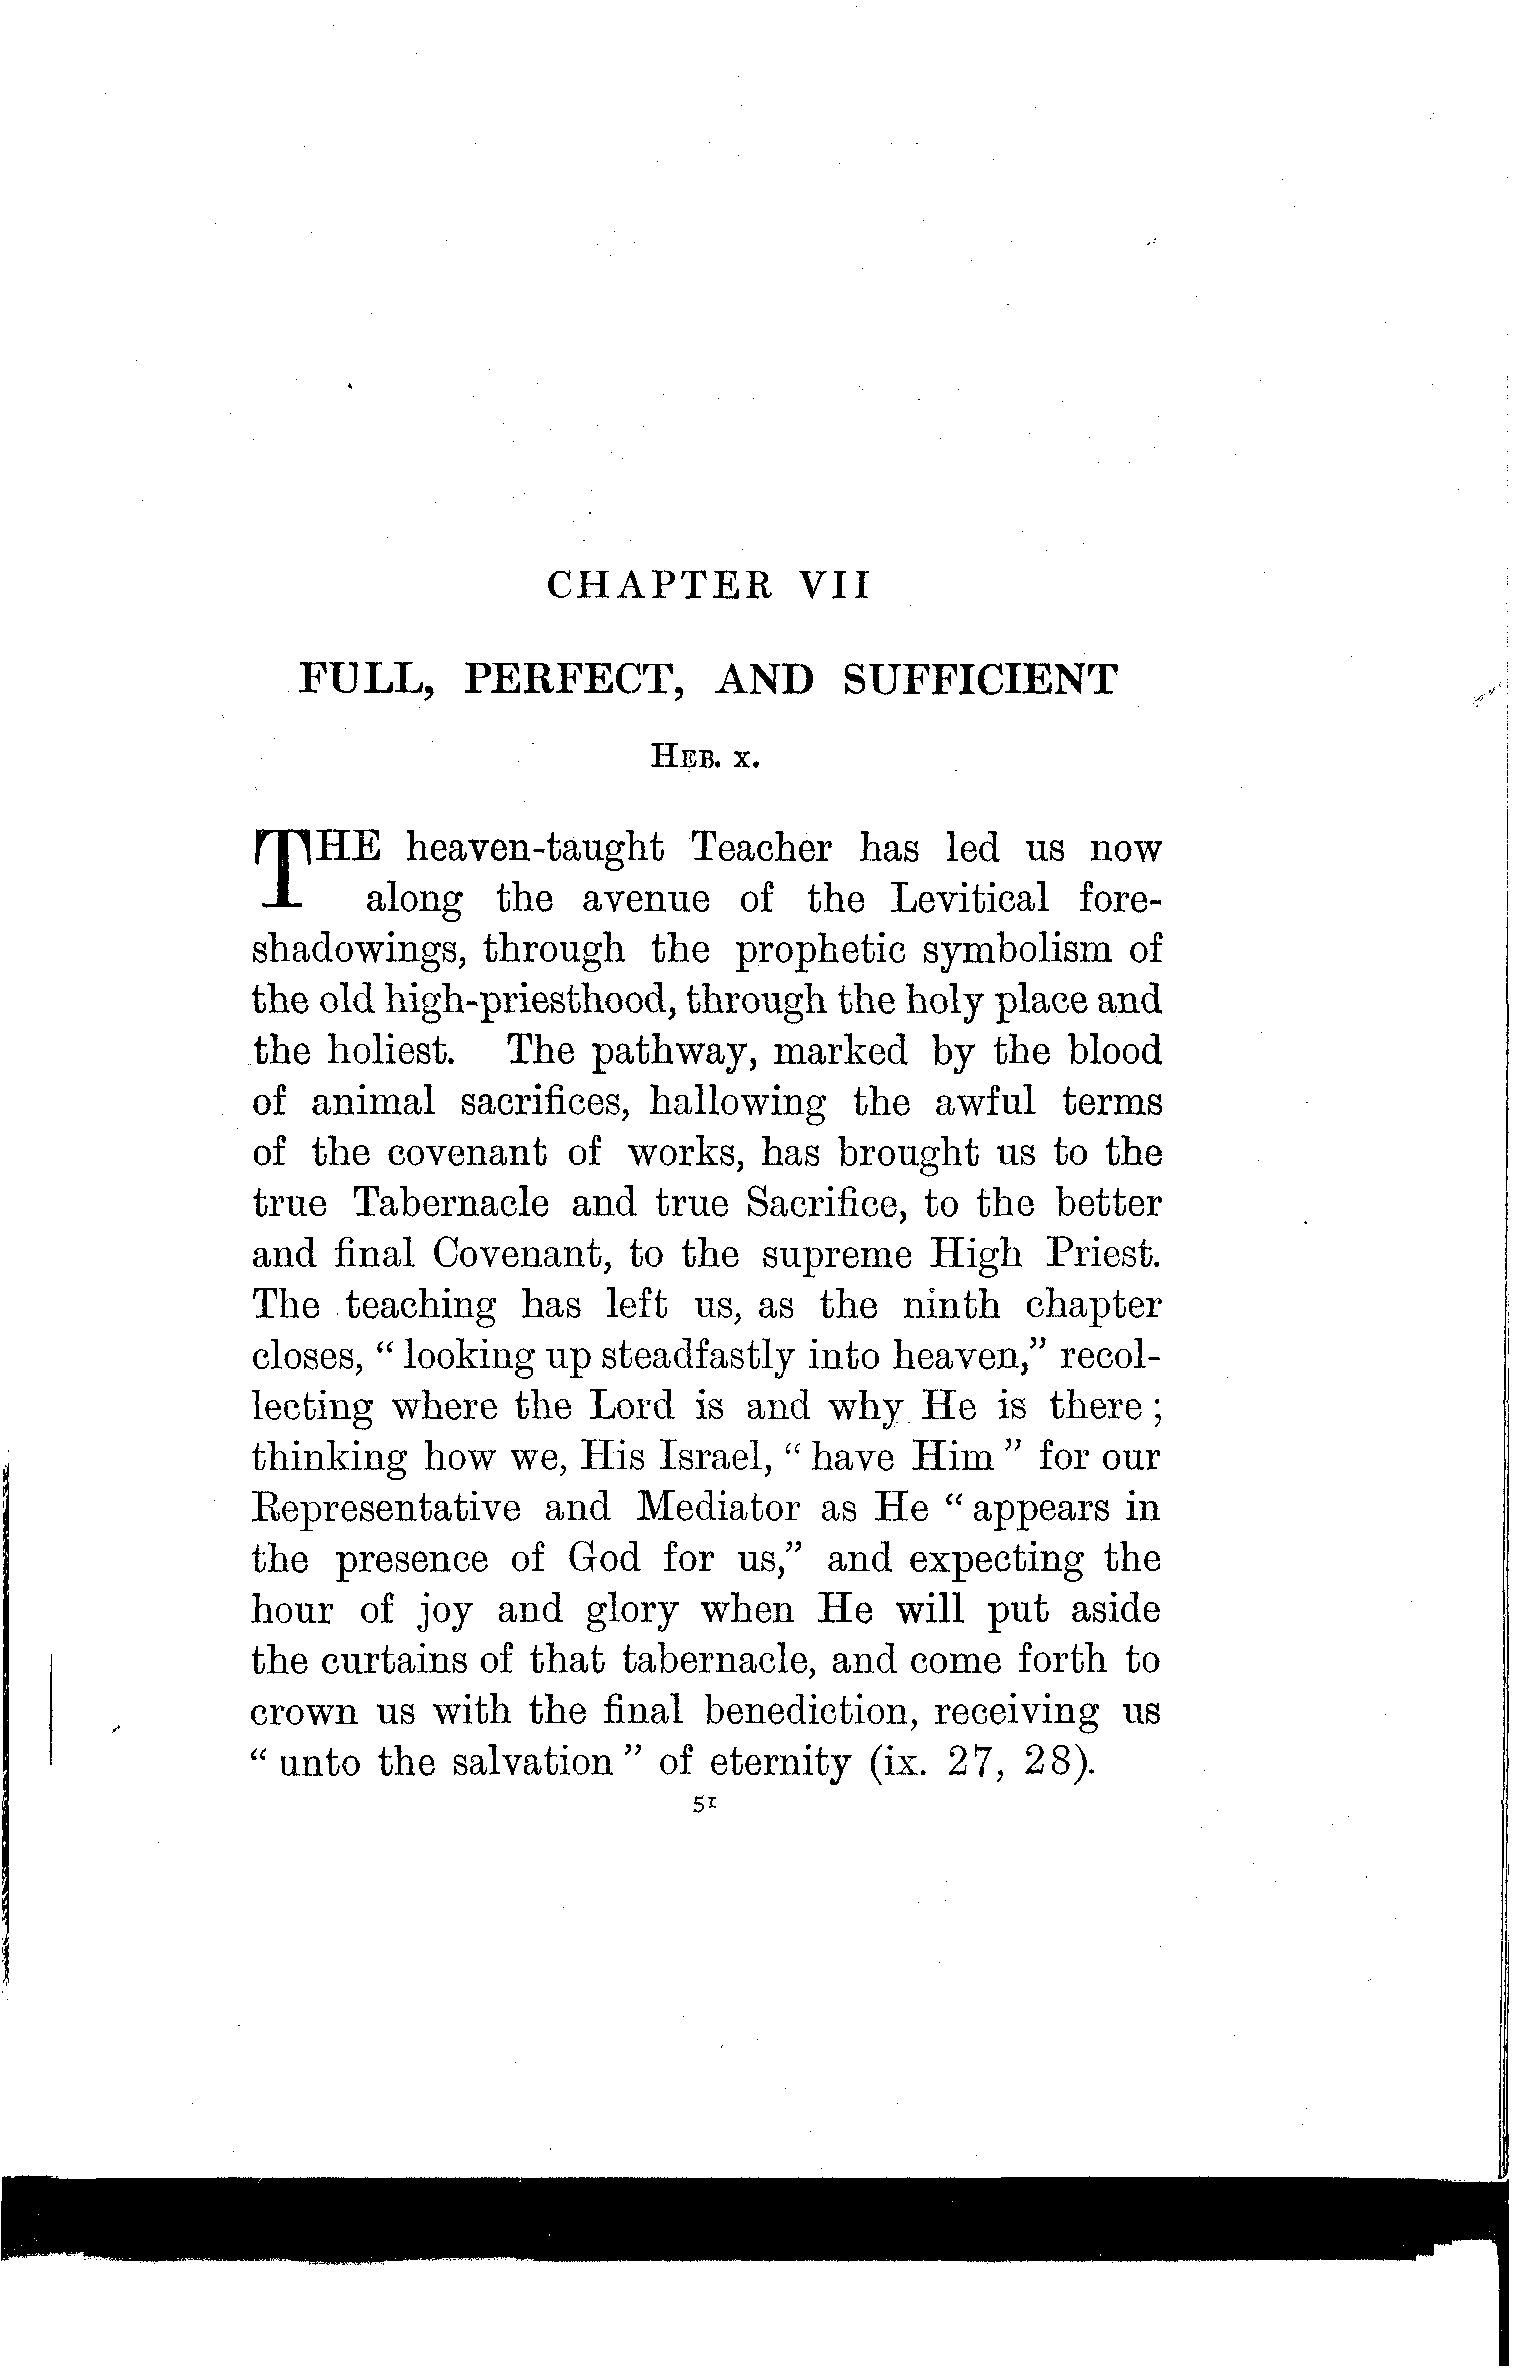 CHAPTER VII
FULL, PERFECT, AND SUFFICIENT
HEB. X.
THE heaven-taught Teacher has led us now
along the avenue of the Levitical fore-
shadowings, through the prophetic symbolism of
the old high-priesthood, through the holy place and
the holiest. The pathway, marked by the blood
of animal sacrifices, hallowing the awful terms
of the covenant of works, has brought us to the
true Tabernacle and true Sacrifice, to the better
and final Covenant, to the supreme High Priest.
The teaching has left us, as the ninth chapter
closes, “ looking up steadfastly into heaven,” recol-
lecting where the Lord is and why He is there ;
thinking how we, His Israel, “ have Him ” for our
Representative and Mediator as He “ appears in
the presence of God for us,” and expecting the
hour of joy and glory when He will put aside
the curtains of that tabernacle, and come forth to
crown us with the final benediction, receiving us
“ unto the salvation ” of eternity (ix. 27, 28).
51